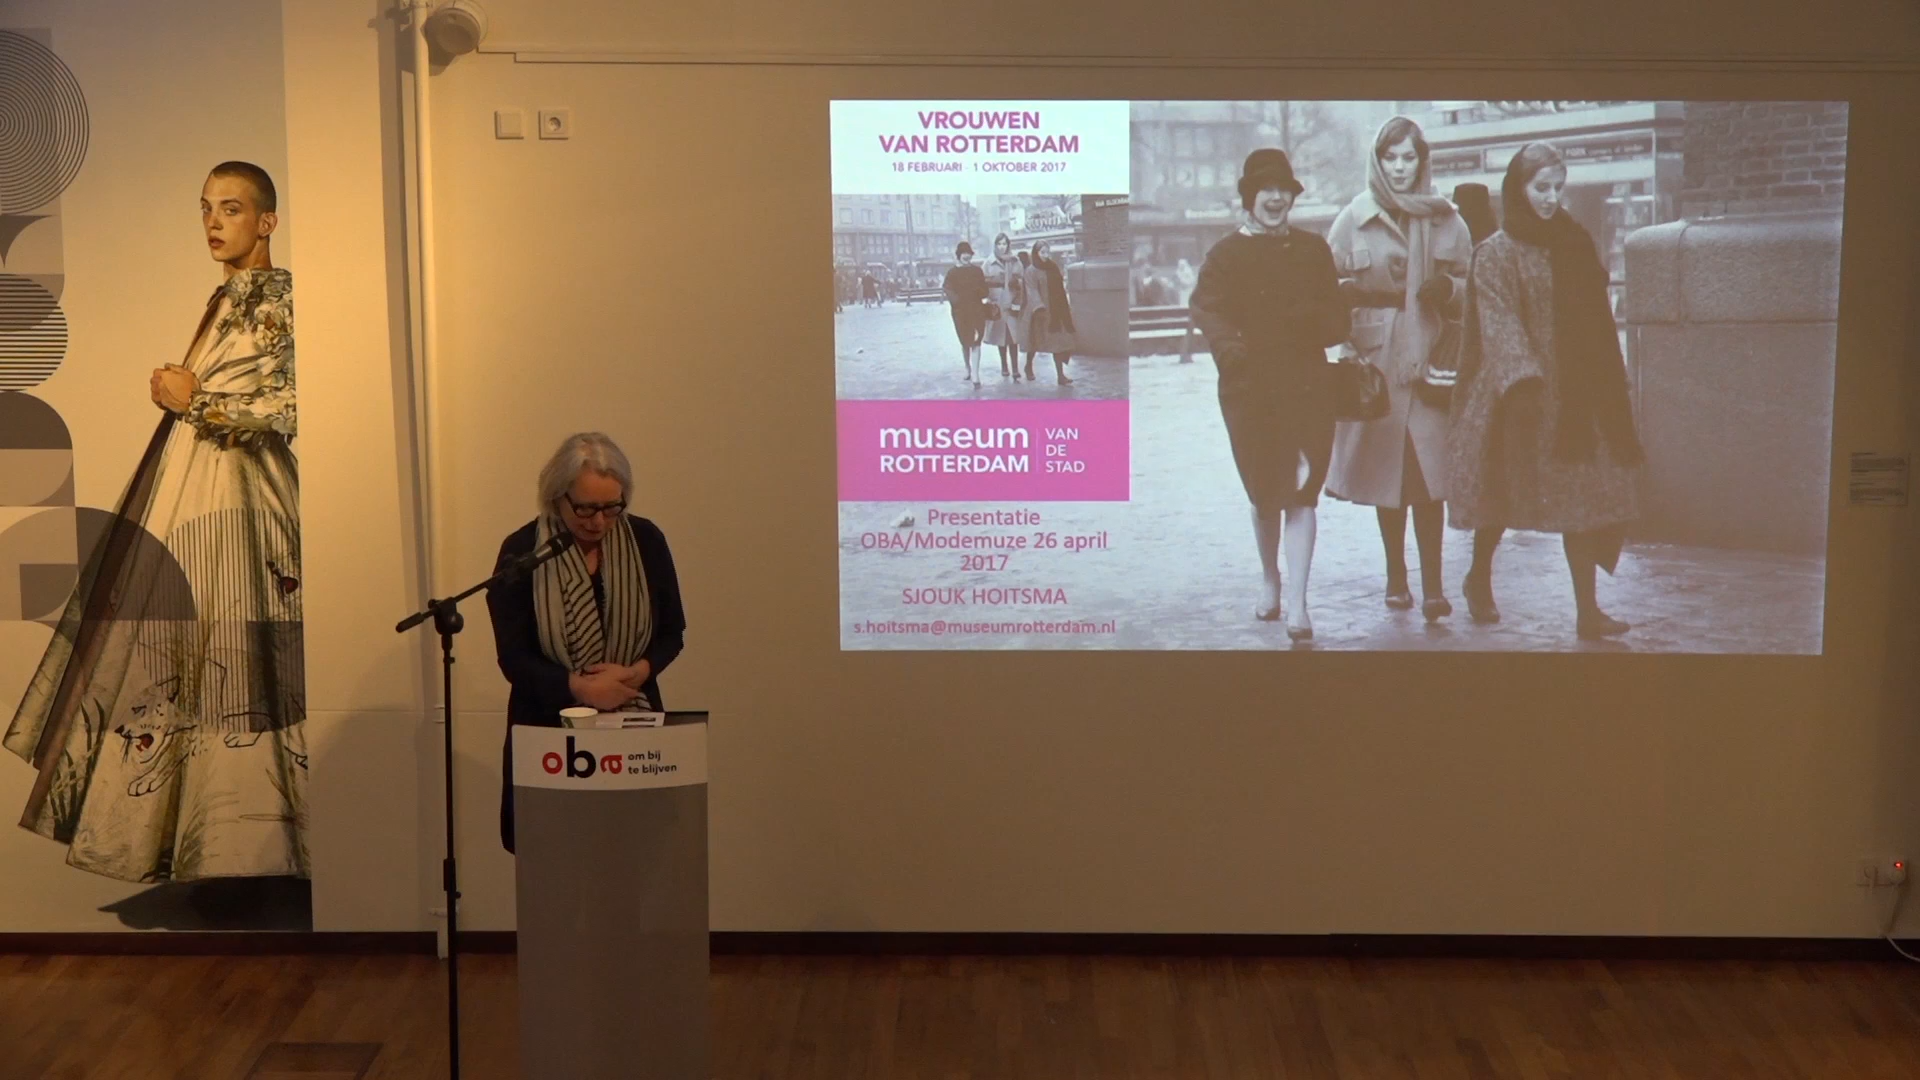 VROUWEN
VAN ROTTERDAM
18 FEBRUARI - 1 OKTOBER 2017
museum
ROTTERDAM
VAN
DE
STAD
Presentatie
OBA/Modemuze 26 april
2017
SJOUK HOITSMA
s.hoitsma@museumrotterdam.nl
oba
om bij
te blijven